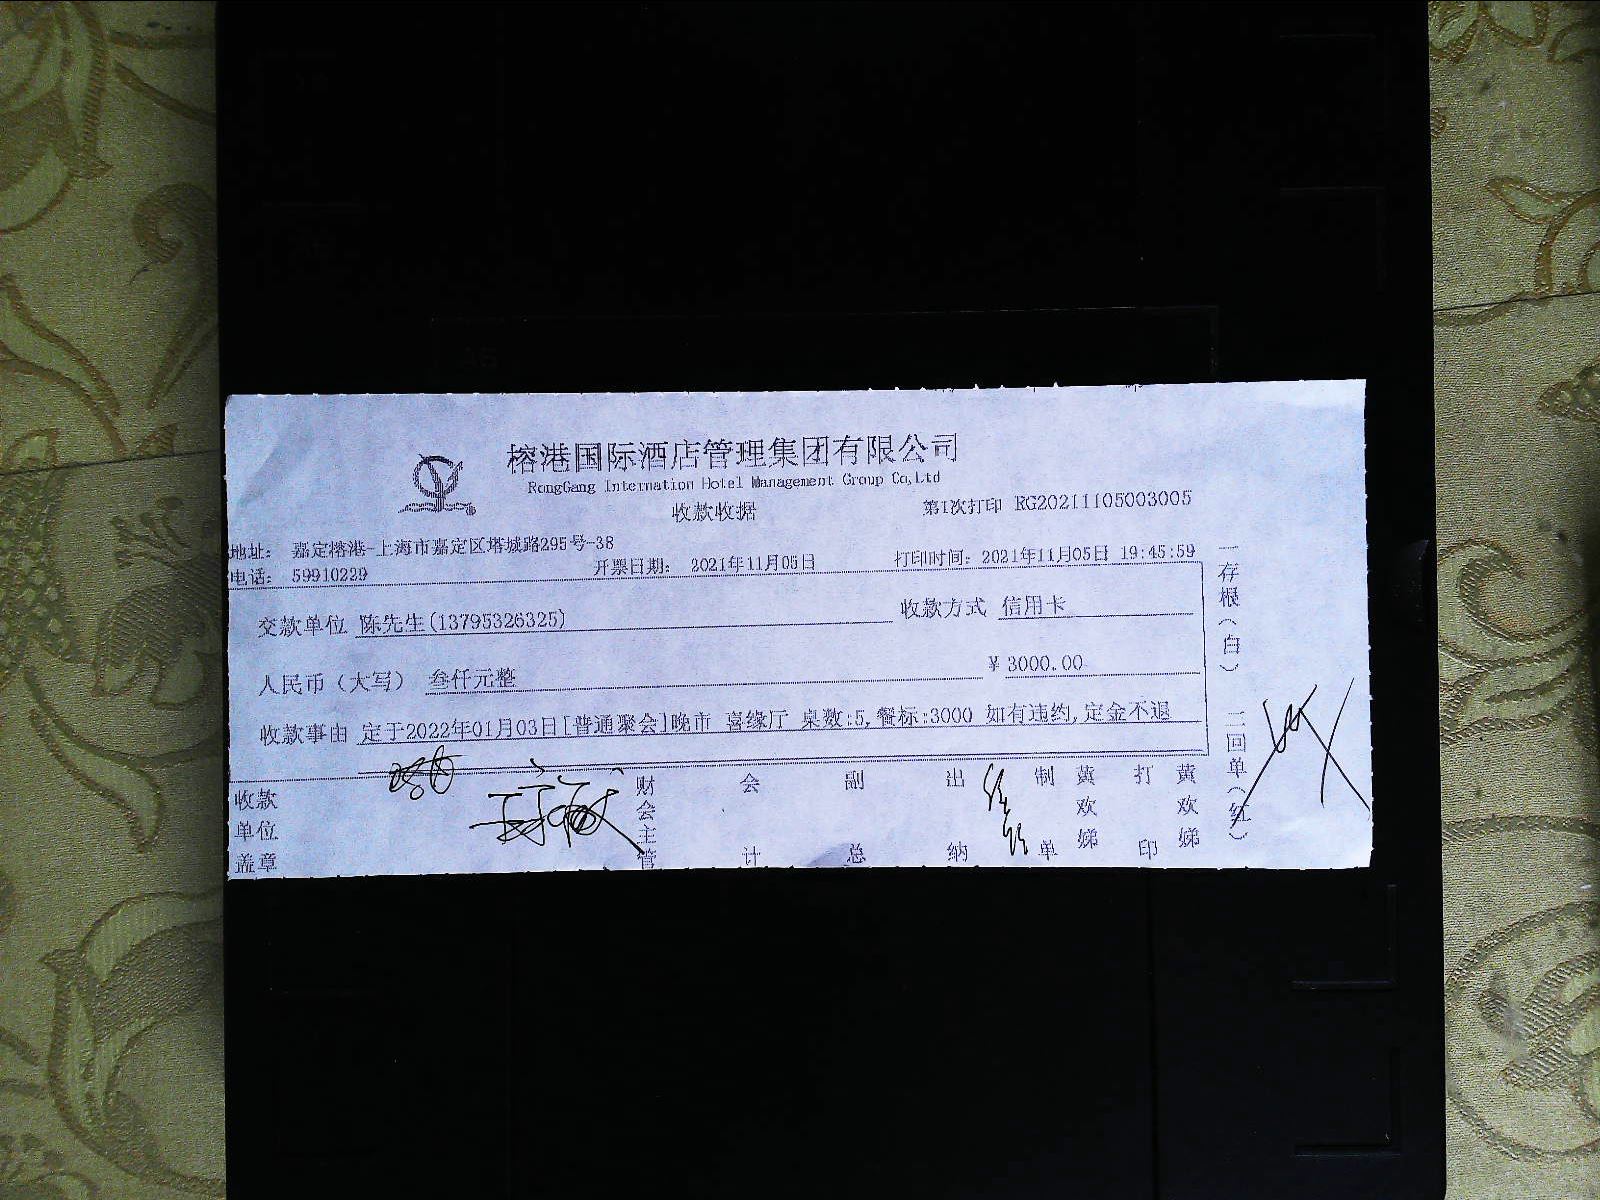 榕港国际酒店管理集团有限公司
RongGang Internation Hotel Management Group Co,Ltd
收款收据
第1次打印 RG20211105003005
地址： 嘉定榕港-上海市嘉定区塔城路295号-38
电话： 59910229 开票日期： 2021年11月05日 打印时间：2021年11月05日 19:45:59
交款单位 陈先生(13795326325) 收款方式 信用卡
人民币（大写） 叁仟元整 ¥ 3000.00
收款事由 定于2022年01月03日[普通聚会]晚市 喜缘厅 桌数:5,餐标:3000 如有违约,定金不退
收款单位盖章 财会主管 会计 副总 出纳 制单 黄欢娣 打印 黄欢娣
一存根（白） 二回单（红）
A6